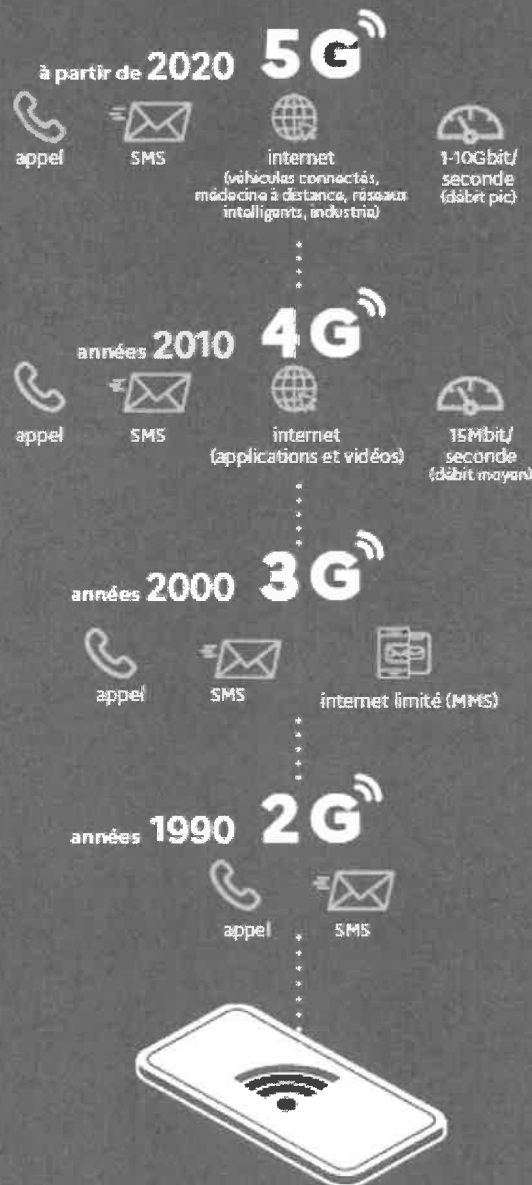 à partir de 2020 5G
appel
SMS
internet
(véhicules connectés,
médecine à distance, réseaux
intelligents, industrie)
1-10Gbit/
seconde
(débit pic)
années 2010 4G
appel
SMS
internet
(applications et vidéos)
15Mbit/
seconde
(débit moyen)
années 2000 3G
appel
SMS
internet limité (MMS)
années 1990 2G
appel
SMS